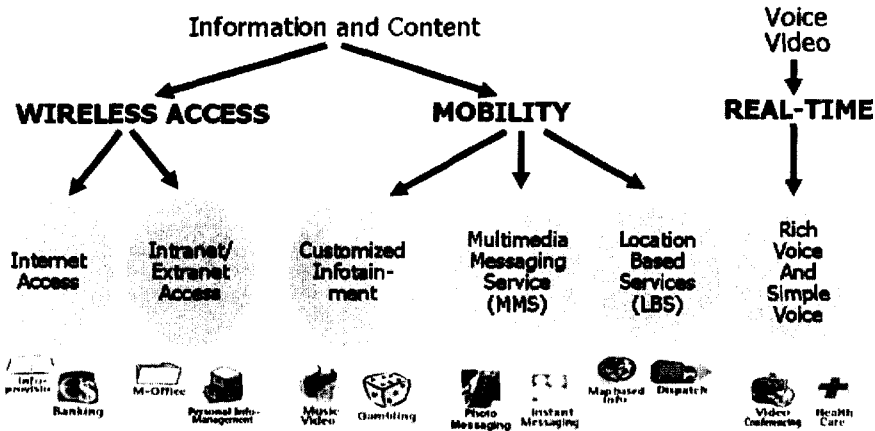 Information and Content
Voice
Video
WIRELESS ACCESS
MOBILITY
REAL-TIME
Internet
Access
Intranet/
Extranet
Access
Customized
Infotain-
ment
Multimedia
Messaging
Service
(MMS)
Location
Based
Services
(LBS)
Rich
Voice
And
Simple
Voice
Info-
Banking
M-Office
Personal Info-
Management
Music
Video
Gambling
Photo
Messaging
Instant
Messaging
Map based
Info
Dispatch
Video
Conferencing
Health
Care